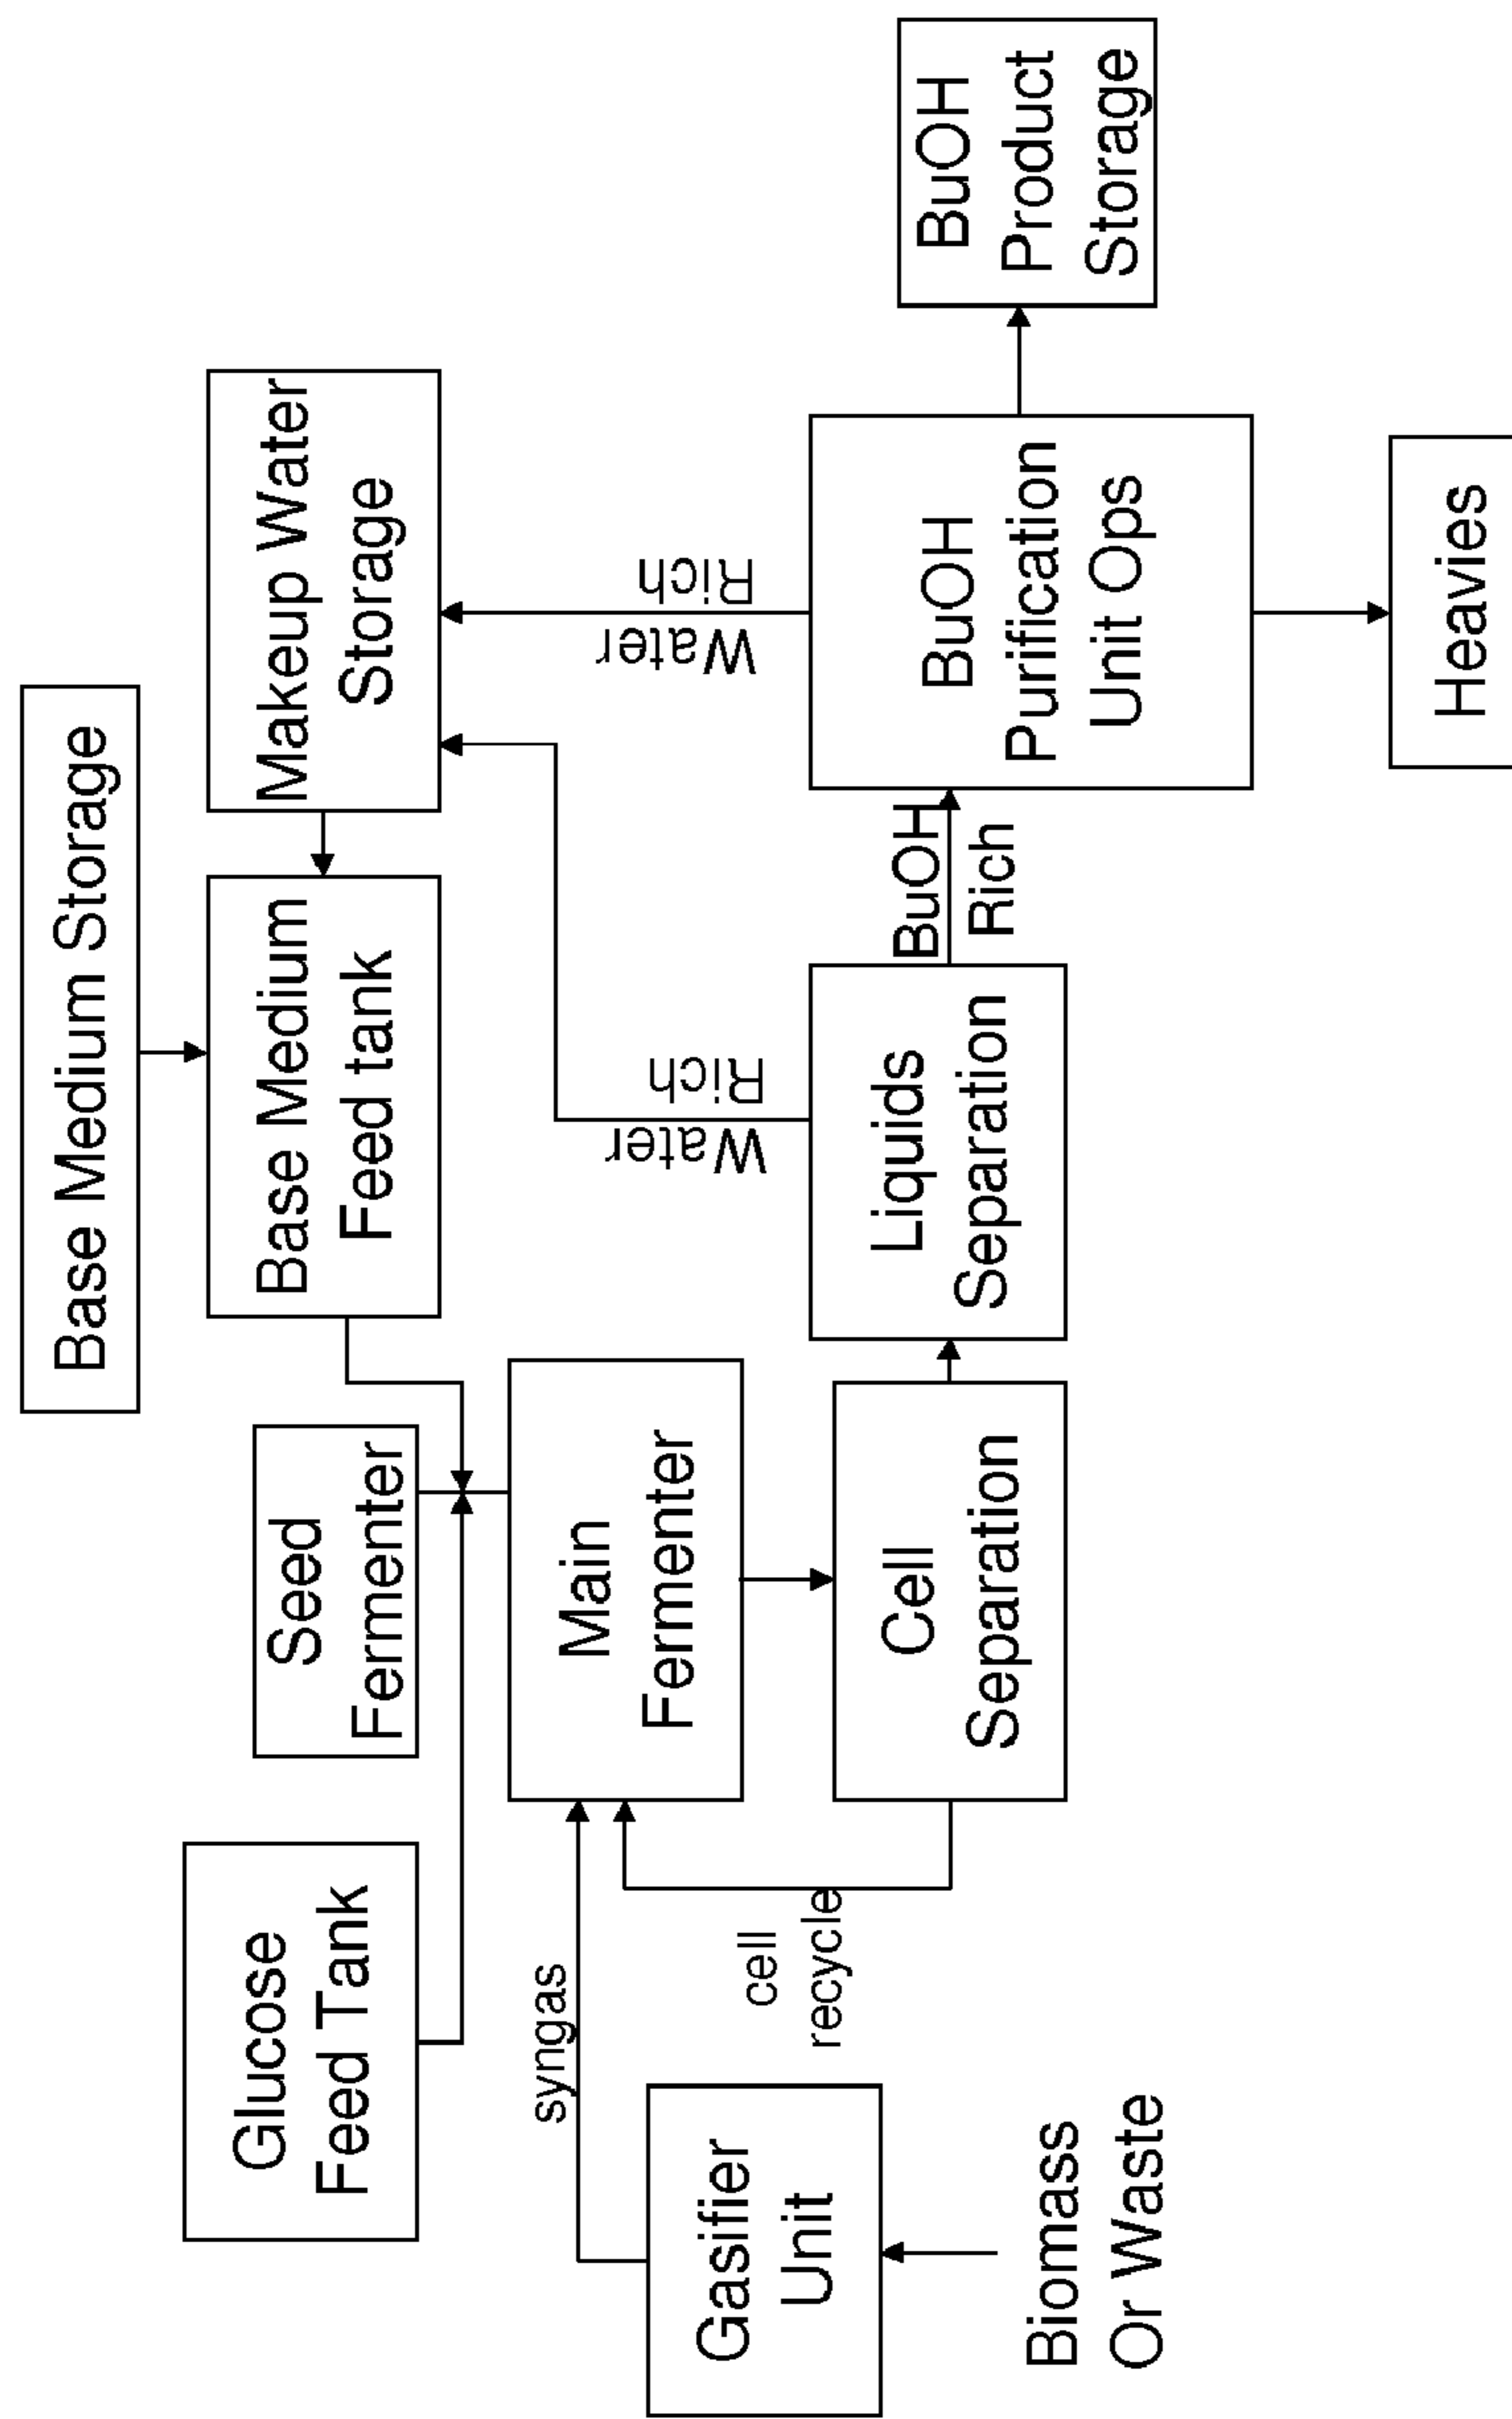 Base Medium Storage
Glucose
Feed Tank
Seed
Fermenter
Base Medium
Feed tank
Makeup Water
Storage
syngas
Main
Fermenter
Water
Rich
Water
Rich
Gasifier
Unit
cell
recycle
Cell
Separation
Liquids
Separation
BuOH
Rich
BuOH
Purification
Unit Ops
BuOH
Product
Storage
Biomass
Or Waste
Heavies